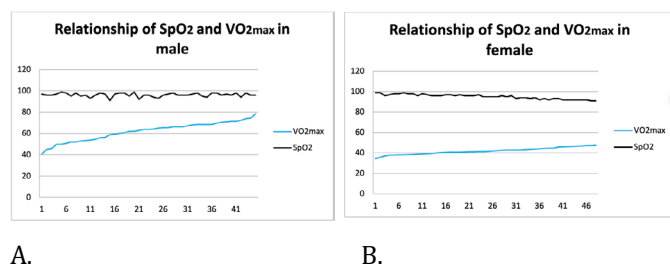 Relationship of SpO2 and VO2max in
male
120
100
80
60
40
20
0
1 6 11 16 21 26 31 36 41
VO2max
SpO2
Relationship of SpO2 and VO2max in
female
120
100
80
60
40
20
0
1 6 11 16 21 26 31 36 41 46
VO2max
SpO2
A. B.